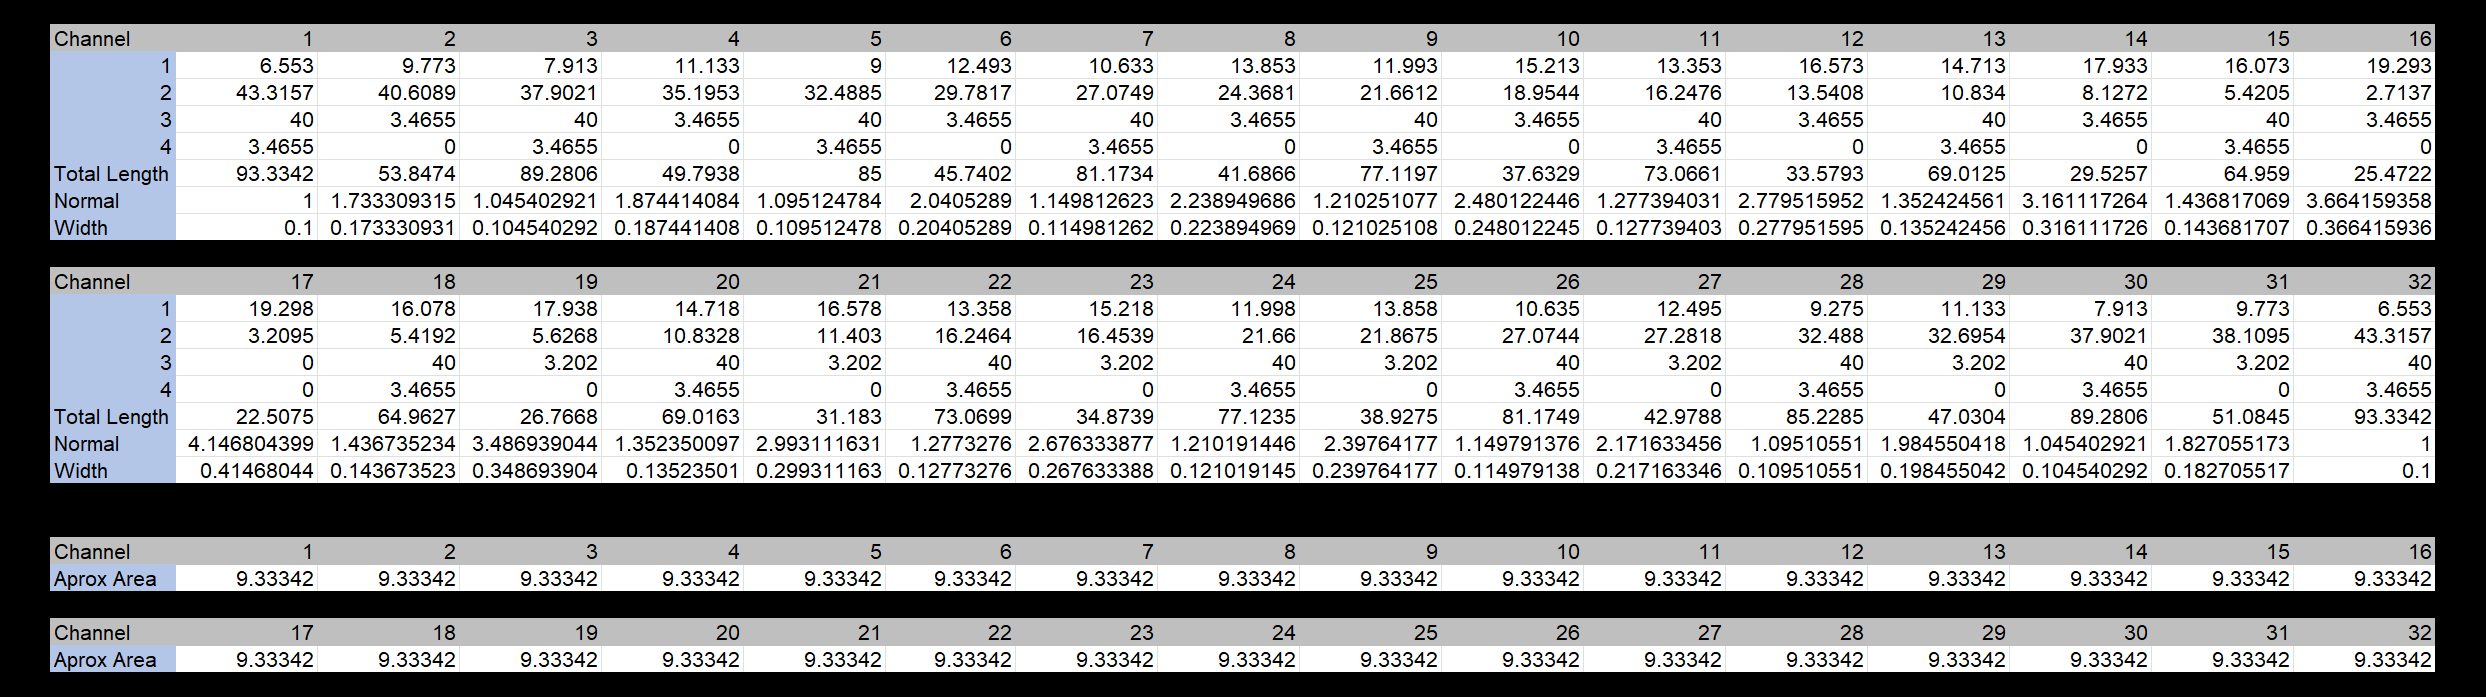 Channel 1 2 3 4 5 6 7 8 9 10 11 12 13 14 15 16
1 6.553 9.773 7.913 11.133 9 12.493 10.633 13.853 11.993 15.213 13.353 16.573 14.713 17.933 16.073 19.293
2 43.3157 40.6089 37.9021 35.1953 32.4885 29.7817 27.0749 24.3681 21.6612 18.9544 16.2476 13.5408 10.834 8.1272 5.4205 2.7137
3 40 3.4655 40 3.4655 40 3.4655 40 3.4655 40 3.4655 40 3.4655 40 3.4655 40 3.4655
4 3.4655 0 3.4655 0 3.4655 0 3.4655 0 3.4655 0 3.4655 0 3.4655 0 3.4655 0
Total Length 93.3342 53.8474 89.2806 49.7938 85 45.7402 81.1734 41.6866 77.1197 37.6329 73.0661 33.5793 69.0125 29.5257 64.959 25.4722
Normal 1 1.733309315 1.045402921 1.874414084 1.095124784 2.0405289 1.149812623 2.238949686 1.210251077 2.480122446 1.277394031 2.779515952 1.352424561 3.161117264 1.436817069 3.664159358
Width 0.1 0.173330931 0.104540292 0.187441408 0.109512478 0.20405289 0.114981262 0.223894969 0.121025108 0.248012245 0.127739403 0.277951595 0.135242456 0.316111726 0.143681707 0.366415936
Channel 17 18 19 20 21 22 23 24 25 26 27 28 29 30 31 32
1 19.298 16.078 17.938 14.718 16.578 13.358 15.218 11.998 13.858 10.635 12.495 9.275 11.133 7.913 9.773 6.553
2 3.2095 5.4192 5.6268 10.8328 11.403 16.2464 16.4539 21.66 21.8675 27.0744 27.2818 32.488 32.6954 37.9021 38.1095 43.3157
3 0 40 3.202 40 3.202 40 3.202 40 3.202 40 3.202 40 3.202 40 3.202 40
4 0 3.4655 0 3.4655 0 3.4655 0 3.4655 0 3.4655 0 3.4655 0 3.4655 0 3.4655
Total Length 22.5075 64.9627 26.7668 69.0163 31.183 73.0699 34.8739 77.1235 38.9275 81.1749 42.9788 85.2285 47.0304 89.2806 51.0845 93.3342
Normal 4.146804399 1.436735234 3.486939044 1.352350097 2.993111631 1.2773276 2.676333877 1.210191446 2.39764177 1.149791376 2.171633456 1.09510551 1.984550418 1.045402921 1.827055173 1
Width 0.41468044 0.143673523 0.348693904 0.13523501 0.299311163 0.12773276 0.267633388 0.121019145 0.239764177 0.114979138 0.217163346 0.109510551 0.198455042 0.104540292 0.182705517 0.1
Channel 1 2 3 4 5 6 7 8 9 10 11 12 13 14 15 16
Aprox Area 9.33342 9.33342 9.33342 9.33342 9.33342 9.33342 9.33342 9.33342 9.33342 9.33342 9.33342 9.33342 9.33342 9.33342 9.33342 9.33342
Channel 17 18 19 20 21 22 23 24 25 26 27 28 29 30 31 32
Aprox Area 9.33342 9.33342 9.33342 9.33342 9.33342 9.33342 9.33342 9.33342 9.33342 9.33342 9.33342 9.33342 9.33342 9.33342 9.33342 9.33342